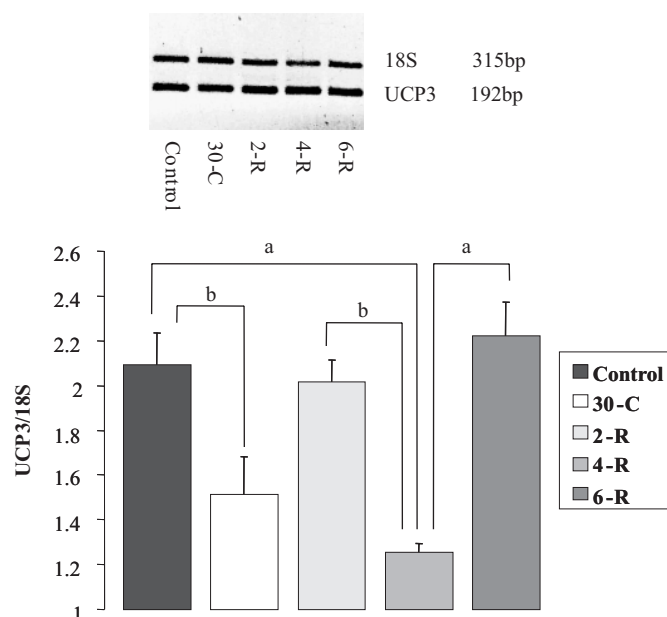 18S 315bp
UCP3 192bp
Control
30-C
2-R
4-R
6-R
2.6
2.4
2.2
2
1.8
1.6
1.4
1.2
1
UCP3/18S
a
a
b
b
Control
30-C
2-R
4-R
6-R